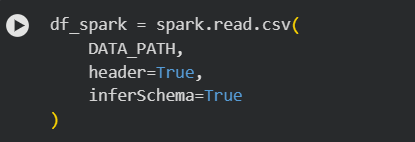 df_spark = spark.read.csv(
    DATA_PATH,
    header=True,
    inferSchema=True
)